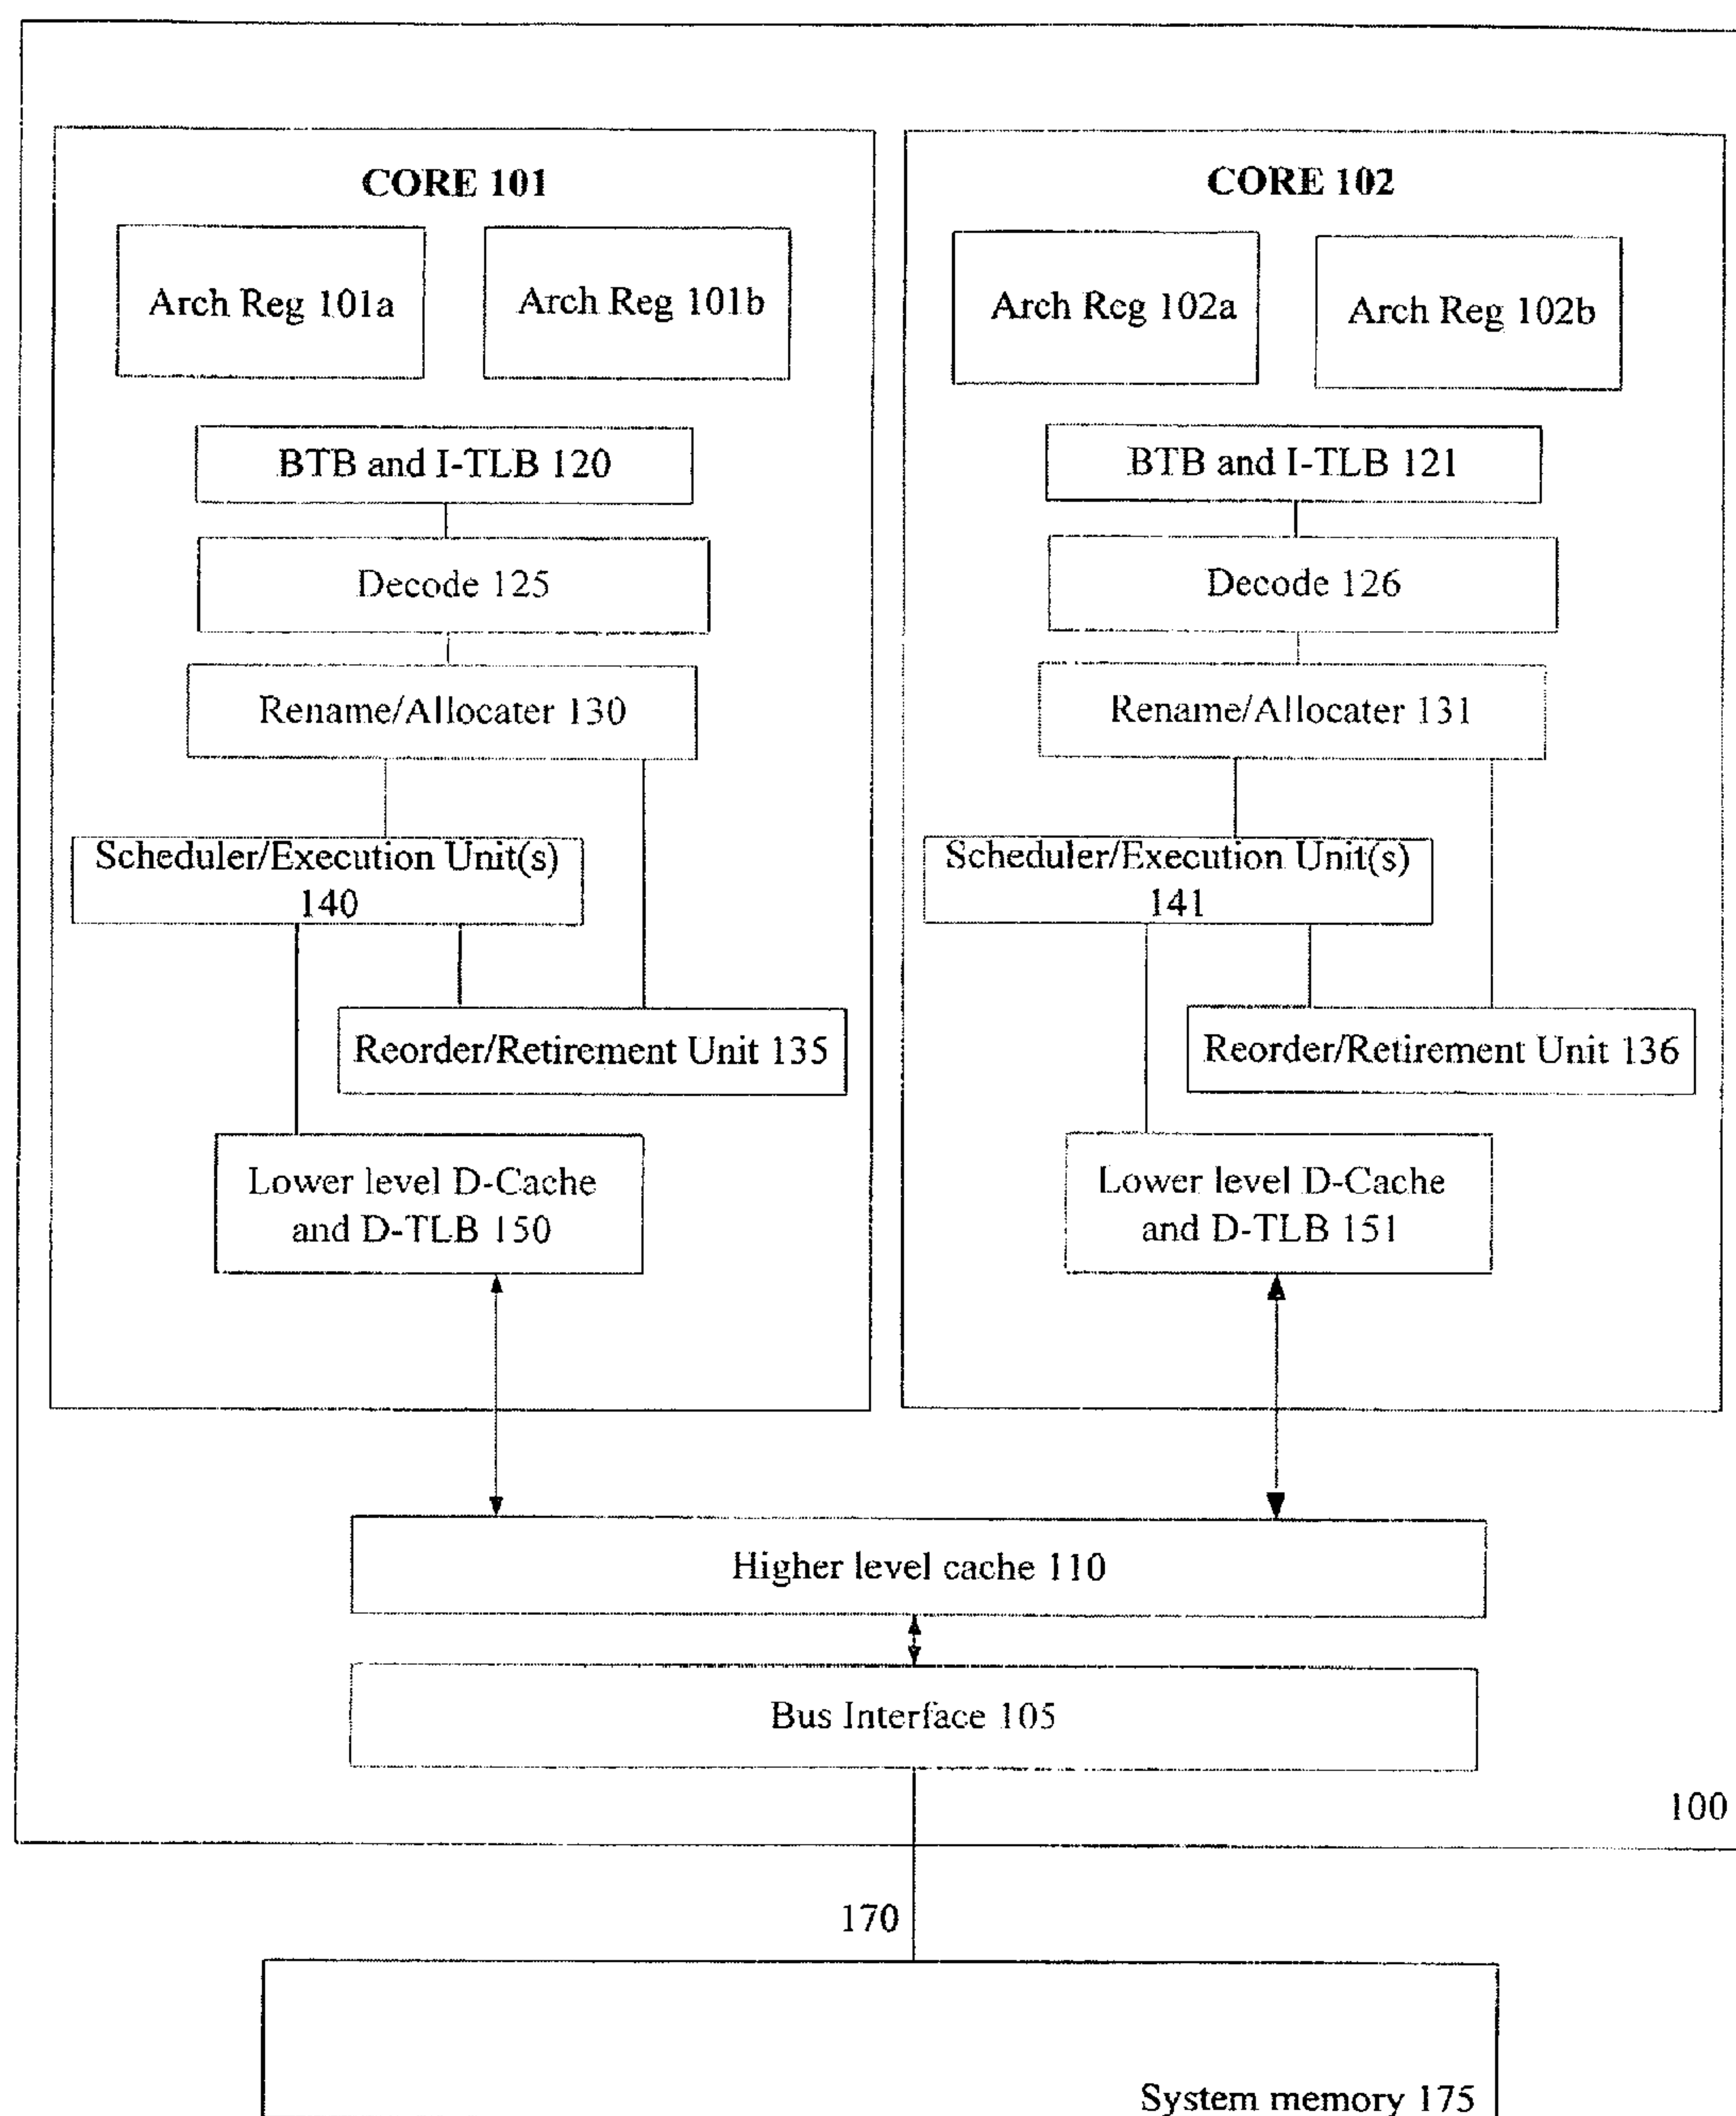 CORE 101
Arch Reg 101a
Arch Reg 101b
BTB and I-TLB 120
Decode 125
Rename/Allocater 130
Scheduler/Execution Unit(s)
140
Reorder/Retirement Unit 135
Lower level D-Cache
and D-TLB 150
CORE 102
Arch Reg 102a
Arch Reg 102b
BTB and I-TLB 121
Decode 126
Rename/Allocater 131
Scheduler/Execution Unit(s)
141
Reorder/Retirement Unit 136
Lower level D-Cache
and D-TLB 151
Higher level cache 110
Bus Interface 105
100
170
System memory 175